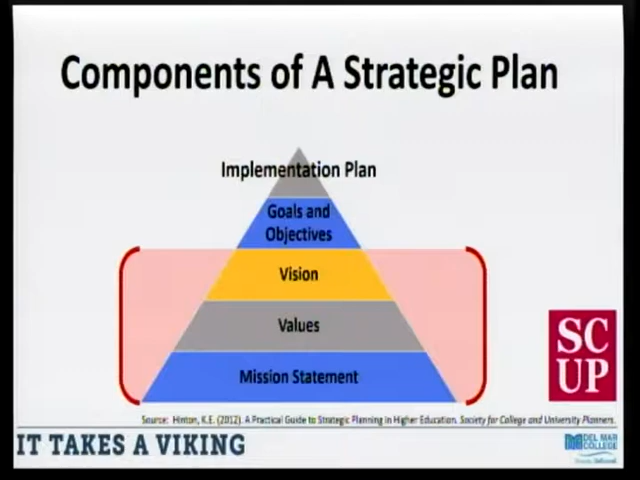 Components of A Strategic Plan
Implementation Plan
Goals and
Objectives
Vision
Values
Mission Statement
SC
UP
Source: Hinton, K.E. (2012). A Practical Guide to Strategic Planning in Higher Education. Society for College and University Planners.
IT TAKES A VIKING
DEL MAR
COLLEGE